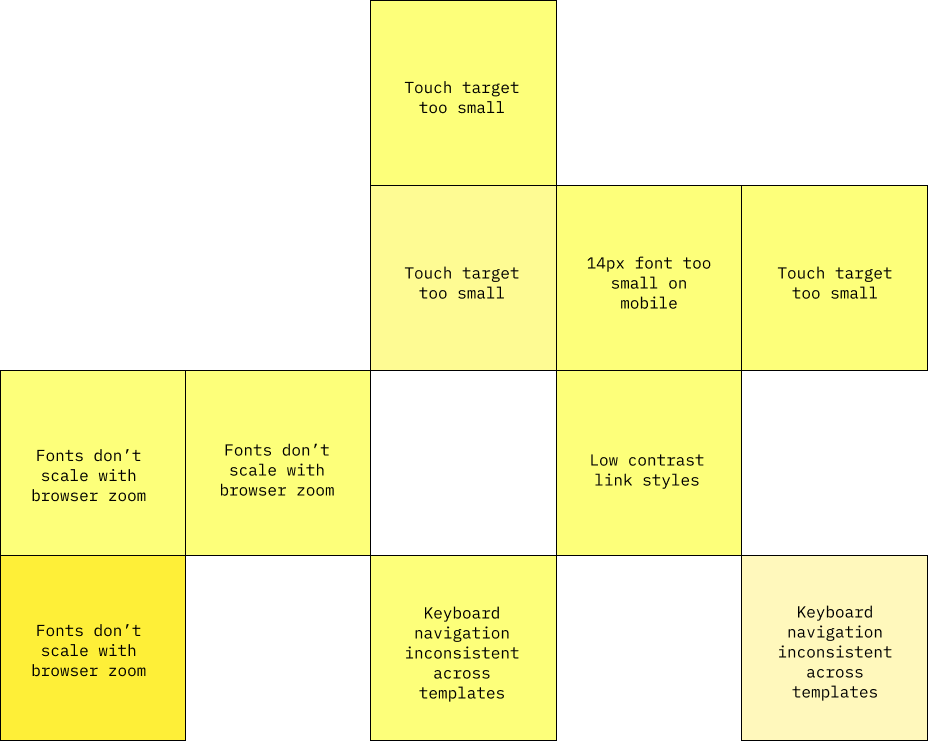 Touch target
too small
Touch target
too small
14px font too
small on
mobile
Touch target
too small
Fonts don’t
scale with
browser zoom
Fonts don’t
scale with
browser zoom
Low contrast
link styles
Fonts don’t
scale with
browser zoom
Keyboard
navigation
inconsistent
across
templates
Keyboard
navigation
inconsistent
across
templates